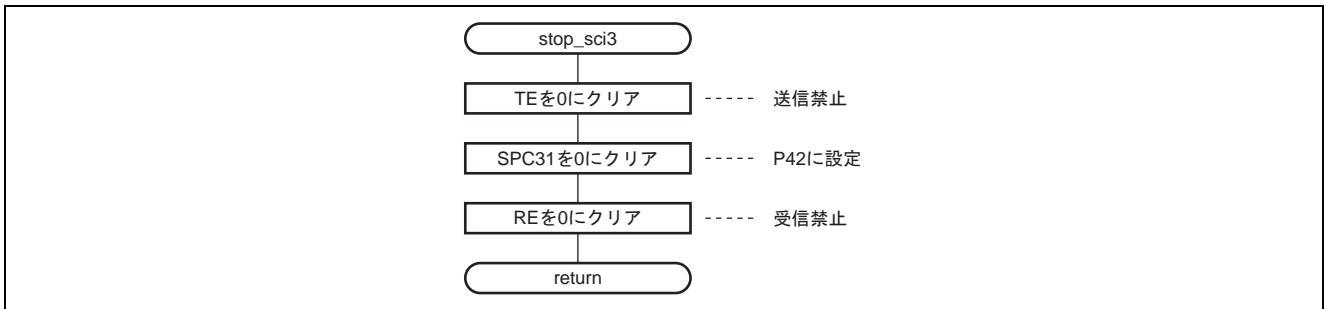 stop_sci3
TEを0にクリア ----- 送信禁止
SPC31を0にクリア ----- P42に設定
REを0にクリア ----- 受信禁止
return